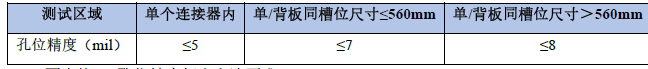 测试区域 单个连接器内 单/背板同槽位尺寸≤560mm 单/背板同槽位尺寸＞560mm
孔位精度（mil） ≤5 ≤7 ≤8